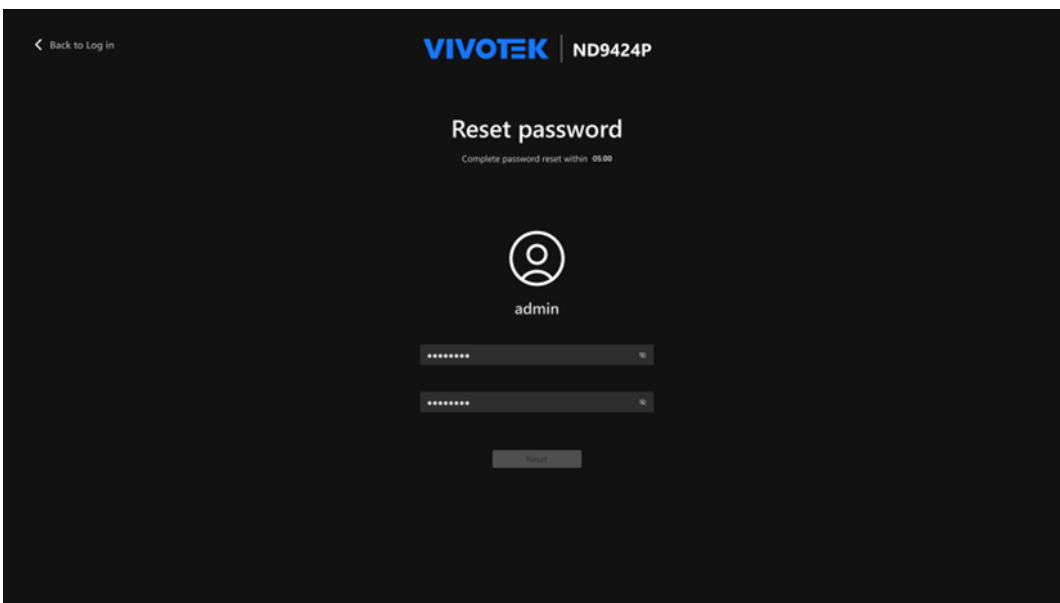 Back to Log in
VIVOTEK | ND9424P
Reset password
Complete password reset within 05:00
admin
••••••••
••••••••
Reset